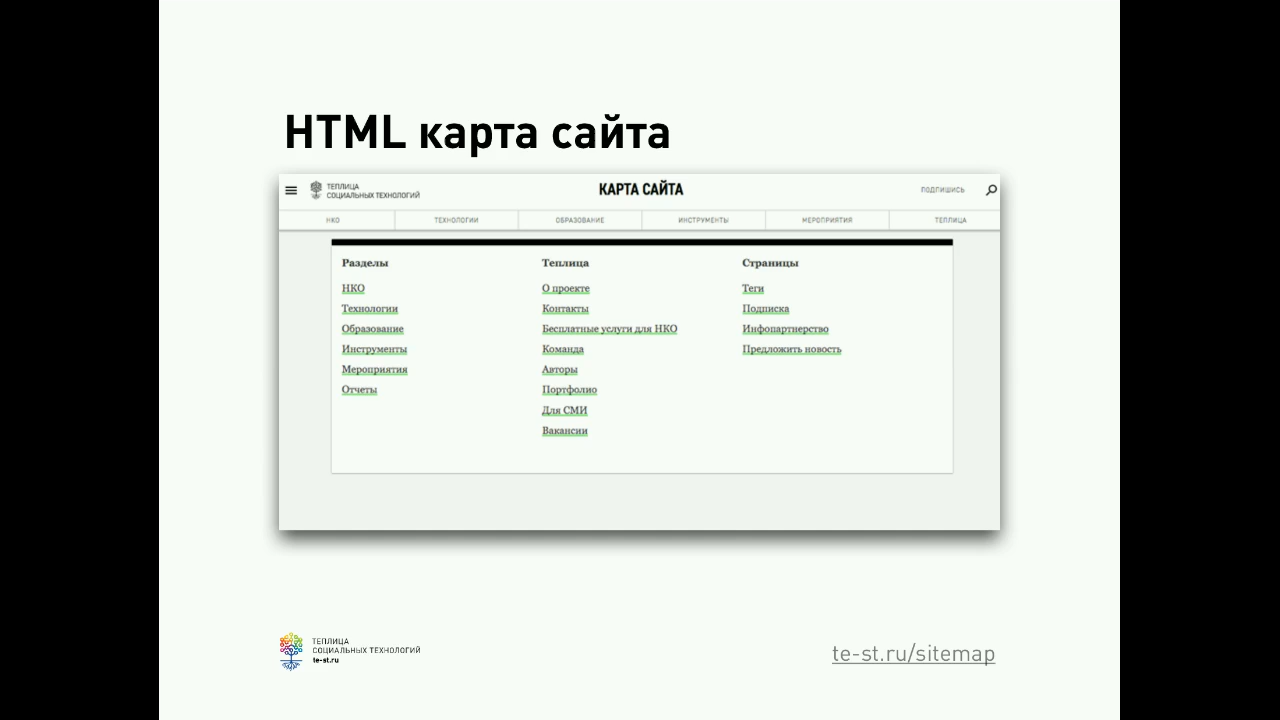 HTML карта сайта
ТЕПЛИЦА
СОЦИАЛЬНЫХ ТЕХНОЛОГИЙ
КАРТА САЙТА
ПОДПИШИСЬ
НКО
ТЕХНОЛОГИИ
ОБРАЗОВАНИЕ
ИНСТРУМЕНТЫ
МЕРОПРИЯТИЯ
ТЕПЛИЦА
Разделы
НКО
Технологии
Образование
Инструменты
Мероприятия
Отчеты
Теплица
О проекте
Контакты
Бесплатные услуги для НКО
Команда
Авторы
Портфолио
Для СМИ
Вакансии
Страницы
Теги
Подписка
Инфопартнерство
Предложить новость
ТЕПЛИЦА
СОЦИАЛЬНЫХ ТЕХНОЛОГИЙ
te-st.ru
te-st.ru/sitemap